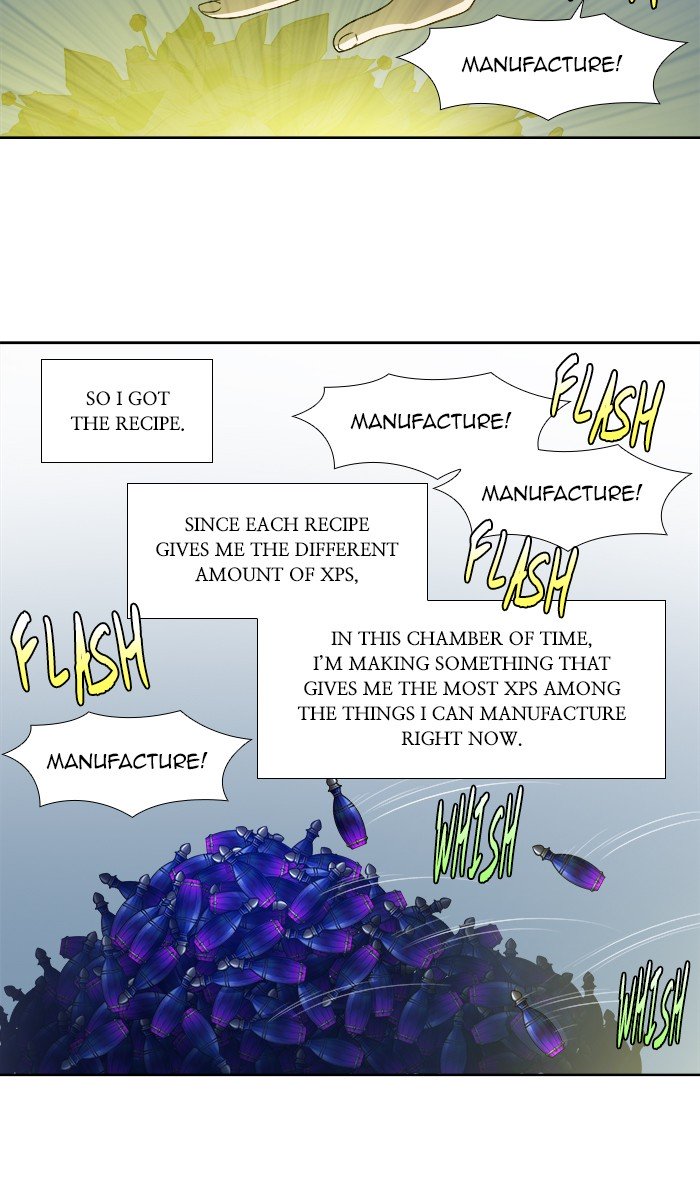 MANUFACTURE!
SO I GOT
THE RECIPE.
MANUFACTURE!
FLASH
MANUFACTURE!
SINCE EACH RECIPE
GIVES ME THE DIFFERENT
AMOUNT OF XPS,
FLASH
IN THIS CHAMBER OF TIME,
I'M MAKING SOMETHING THAT
GIVES ME THE MOST XPS AMONG
THE THINGS I CAN MANUFACTURE
RIGHT NOW.
FLASH
MANUFACTURE!
WHISH
WHISH